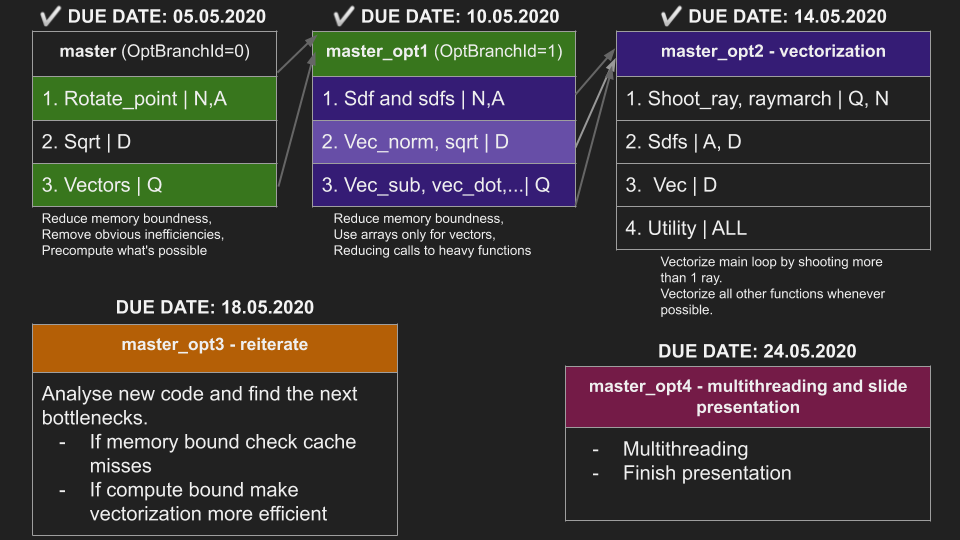 ✔ DUE DATE: 05.05.2020
master (OptBranchId=0)
1. Rotate_point | N,A
2. Sqrt | D
3. Vectors | Q
Reduce memory boundness,
Remove obvious inefficiencies,
Precompute what's possible
✔ DUE DATE: 10.05.2020
master_opt1 (OptBranchId=1)
1. Sdf and sdfs | N,A
2. Vec_norm, sqrt | D
3. Vec_sub, vec_dot,...| Q
Reduce memory boundness,
Use arrays only for vectors,
Reducing calls to heavy functions
✔ DUE DATE: 14.05.2020
master_opt2 - vectorization
1. Shoot_ray, raymarch | Q, N
2. Sdfs | A, D
3. Vec | D
4. Utility | ALL
Vectorize main loop by shooting more
than 1 ray.
Vectorize all other functions whenever
possible.
DUE DATE: 18.05.2020
master_opt3 - reiterate
Analyse new code and find the next
bottlenecks.
- If memory bound check cache
misses
- If compute bound make
vectorization more efficient
DUE DATE: 24.05.2020
master_opt4 - multithreading and slide
presentation
- Multithreading
- Finish presentation